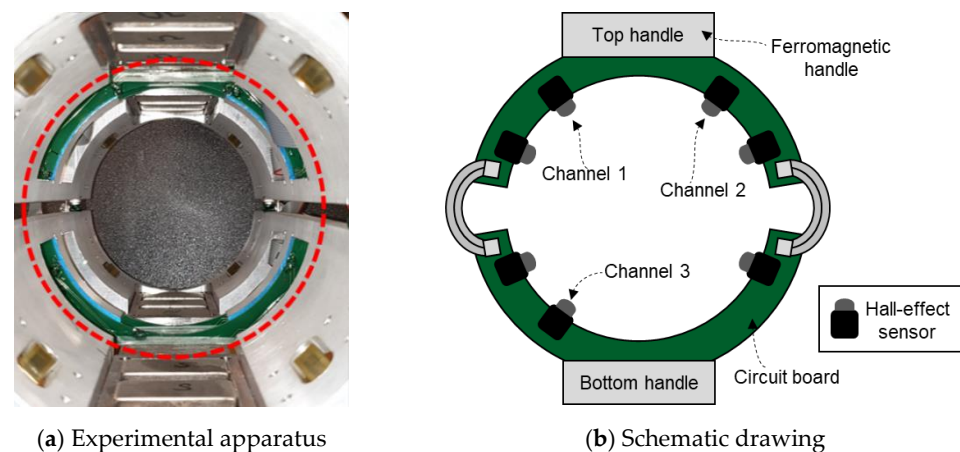 Top handle
Ferromagnetic
handle
Channel 1
Channel 2
Channel 3
Hall-effect
sensor
Bottom handle
Circuit board
(a) Experimental apparatus
(b) Schematic drawing